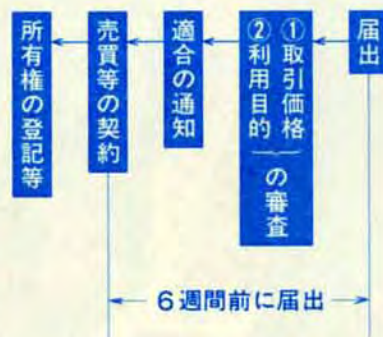 届出
①取引価格
②利用目的
の審査
適合の通知
売買等の契約
所有権の登記等
6週間前に届出